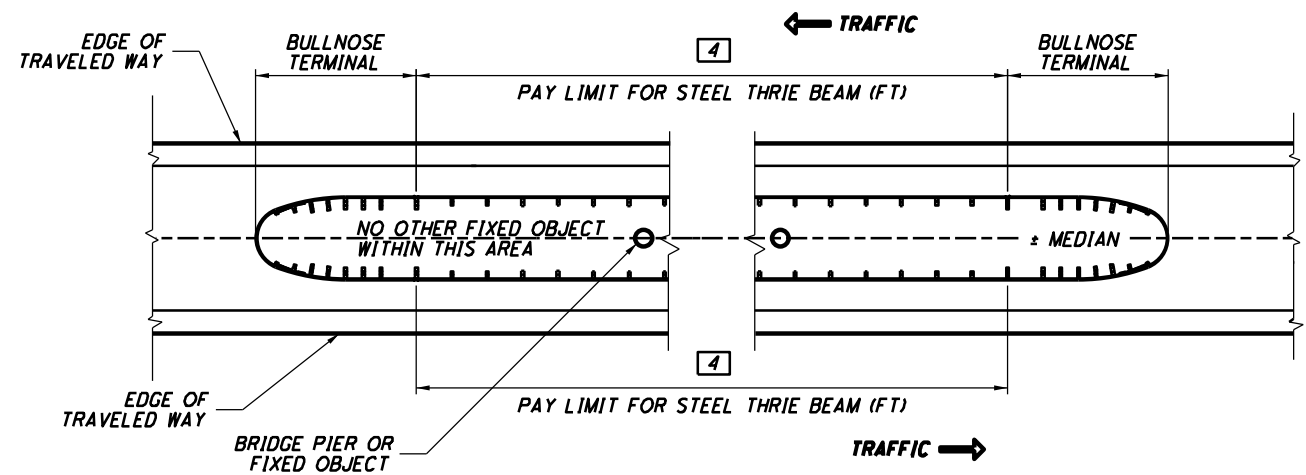 TRAFFIC
EDGE OF
TRAVELED WAY
BULLNOSE
TERMINAL
4
BULLNOSE
TERMINAL
PAY LIMIT FOR STEEL THRIE BEAM (FT)
NO OTHER FIXED OBJECT
WITHIN THIS AREA
± MEDIAN
4
EDGE OF
TRAVELED WAY
PAY LIMIT FOR STEEL THRIE BEAM (FT)
BRIDGE PIER OR
FIXED OBJECT
TRAFFIC